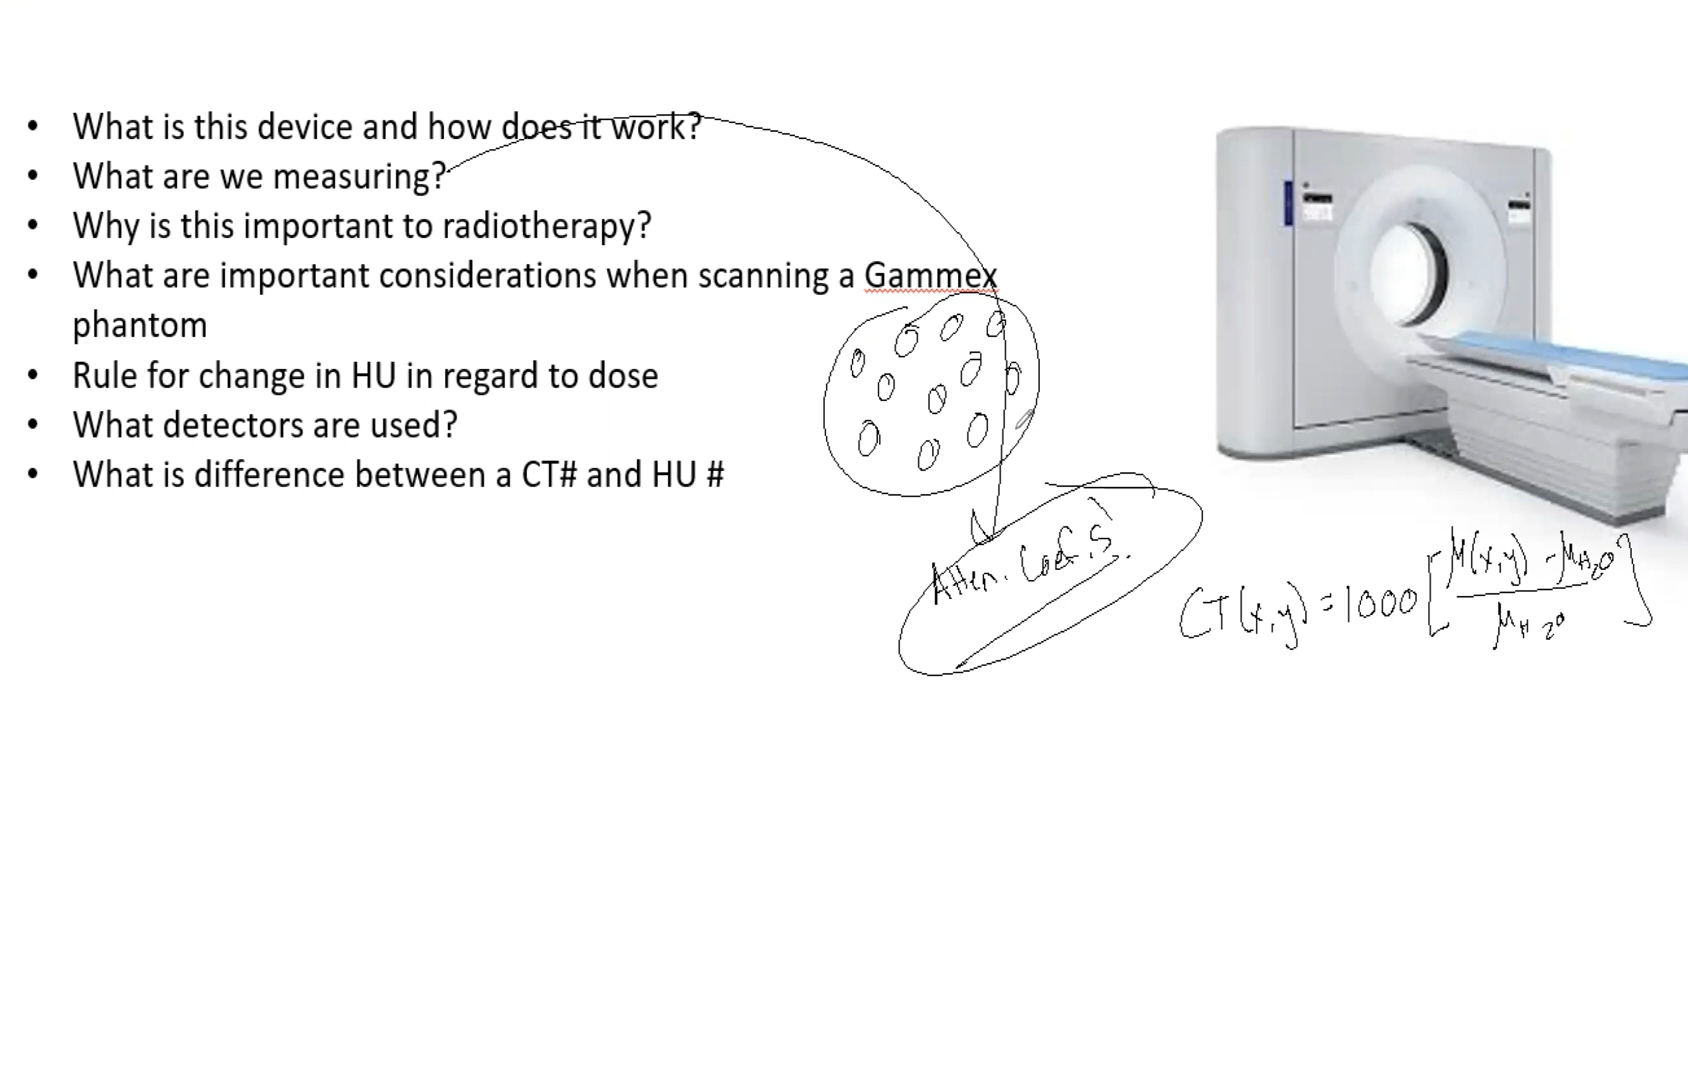 • What is this device and how does it work?
• What are we measuring?
• Why is this important to radiotherapy?
• What are important considerations when scanning a Gammex
phantom
• Rule for change in HU in regard to dose
• What detectors are used?
• What is difference between a CT# and HU #
Atten. Coef.s.
CT(x,y) = 1000 [ μ(x,y) - μH₂O
μH₂O ]